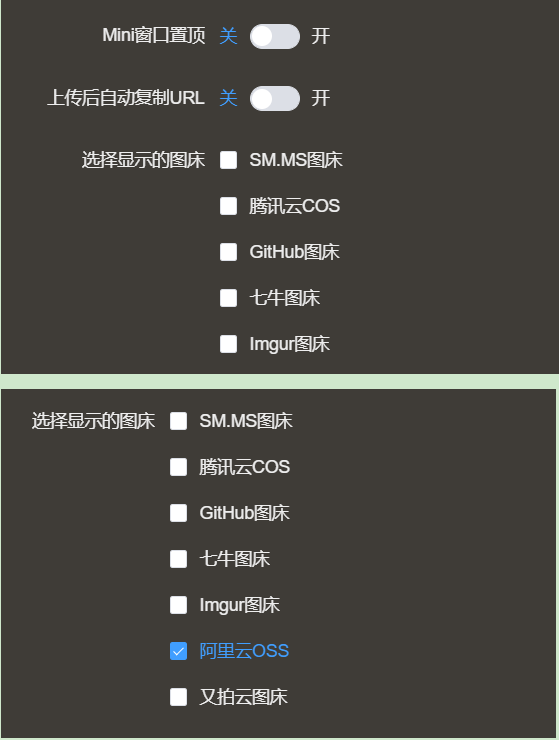 Mini窗口置顶 关 开
上传后自动复制URL 关 开
选择显示的图床 SM.MS图床
腾讯云COS
GitHub图床
七牛图床
Imgur图床
选择显示的图床 SM.MS图床
腾讯云COS
GitHub图床
七牛图床
Imgur图床
阿里云OSS
又拍云图床